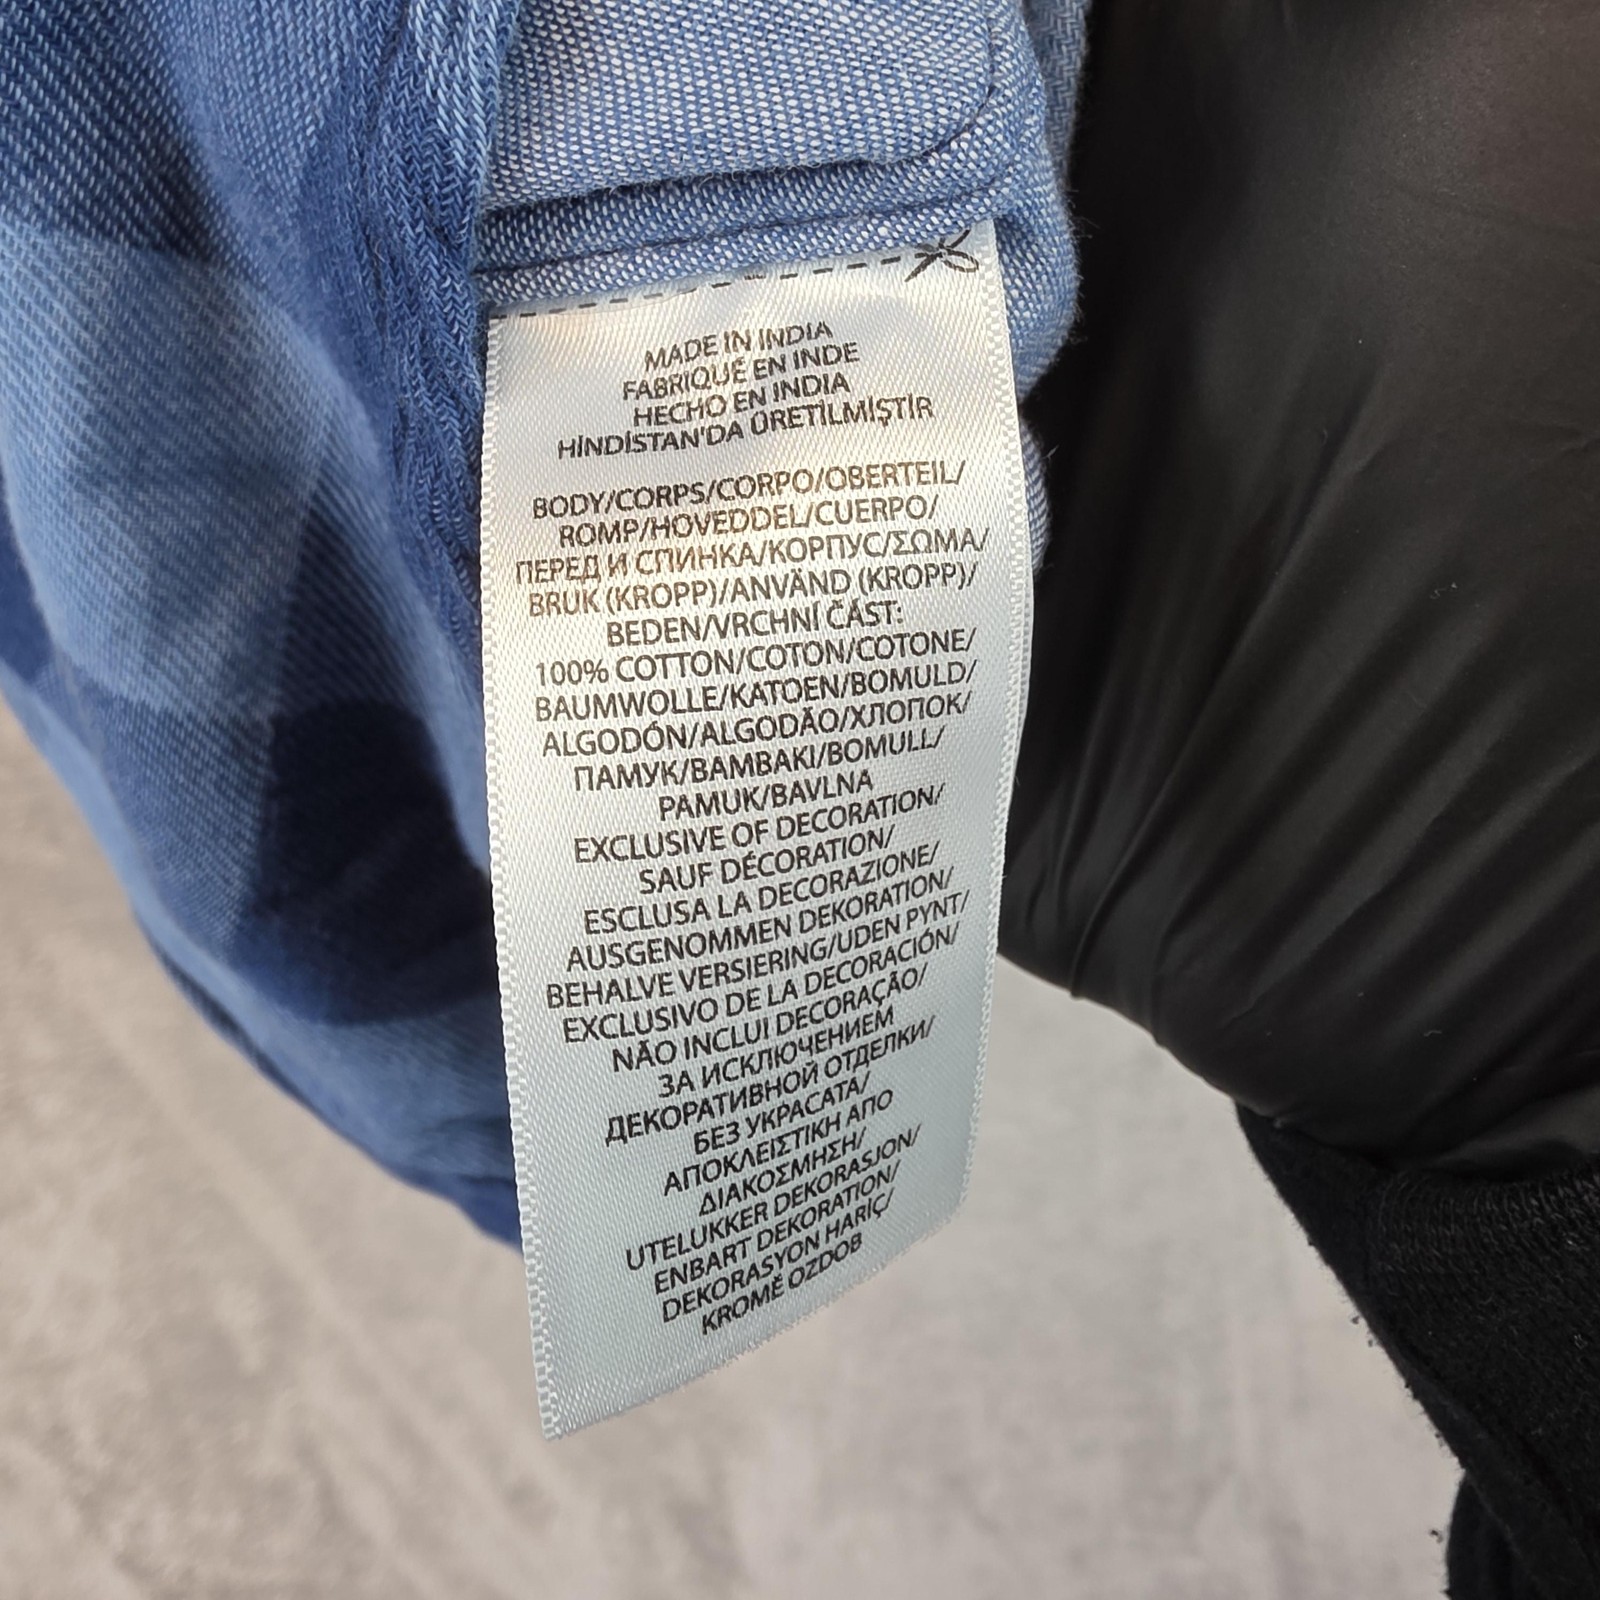 MADE IN INDIA
FABRIQUÉ EN INDE
HECHO EN INDIA
HİNDİSTAN'DA ÜRETİLMİŞTİR
BODY/CORPS/CORPO/OBERTEIL/
ROMP/HOVEDDEL/CUERPO/
ПЕРЕД И СПИНКА/КОРПУС/ΣΩΜΑ/
BRUK (KROPP)/ANVÄND (KROPP)/
BEDEN/VRCHNÍ ČÁST:
100% COTTON/COTON/COTONE/
BAUMWOLLE/KATOEN/BOMULD/
ALGODÓN/ALGODÃO/ХЛОПОК/
ПАМУК/ΒΑΜΒΑΚΙ/BOMULL/
PAMUK/BAVLNA
EXCLUSIVE OF DECORATION/
SAUF DÉCORATION/
ESCLUSA LA DECORAZIONE/
AUSGENOMMEN DEKORATION/
BEHALVE VERSIERING/UDEN PYNT/
EXCLUSIVO DE LA DECORACIÓN/
NÃO INCLUI DECORAÇÃO/
ЗА ИСКЛЮЧЕНИЕМ
ДЕКОРАТИВНОЙ ОТДЕЛКИ/
БЕЗ УКРАСАТА/
ΑΠΟΚΛΕΙΣΤΙΚΗ ΑΠΟ
ΔΙΑΚΟΣΜΗΣΗ/
UTELUKKER DEKORASJON/
ENBART DEKORATION/
DEKORASYON HARİÇ/
KROMĚ OZDOB